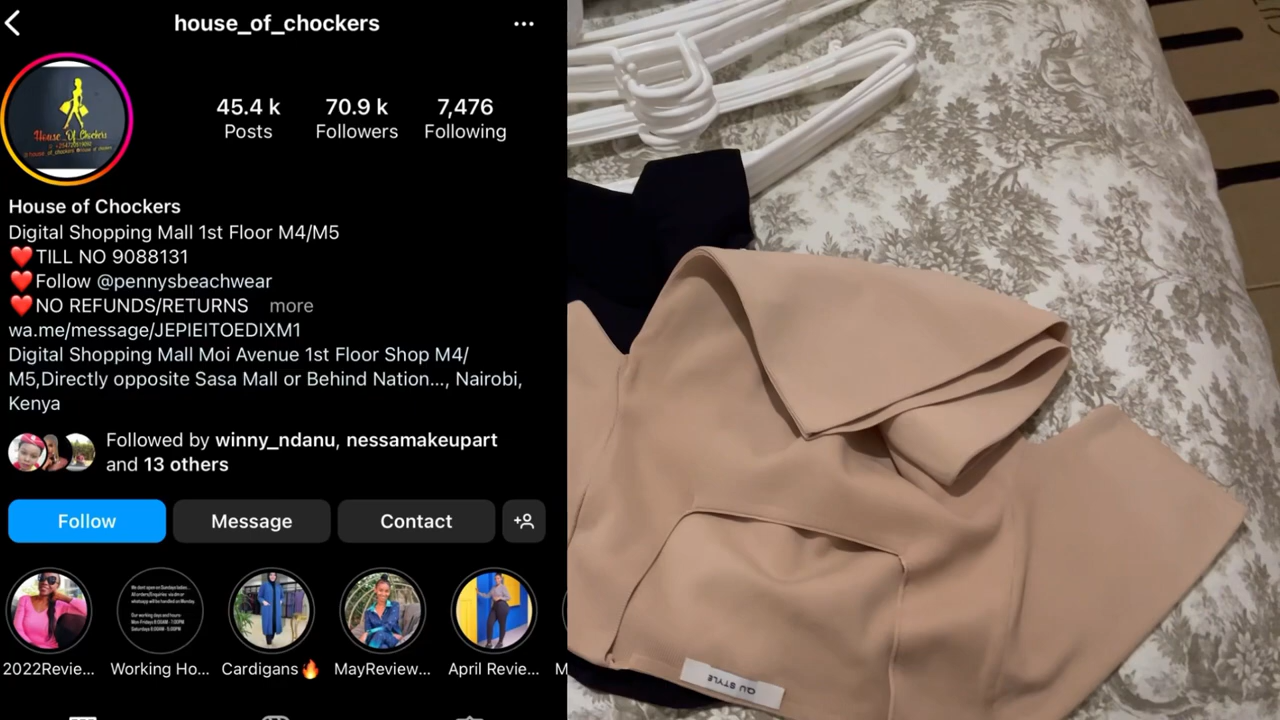 house_of_chockers
45.4 k
Posts
70.9 k
Followers
7,476
Following
House Of Chockers
House of Chockers
Digital Shopping Mall 1st Floor M4/M5
❤️TILL NO 9088131
❤️Follow @pennysbeachwear
❤️NO REFUNDS/RETURNS more
wa.me/message/JEPIEITOEDIXM1
Digital Shopping Mall Moi Avenue 1st Floor Shop M4/
M5,Directly opposite Sasa Mall or Behind Nation..., Nairobi,
Kenya
Followed by winny_ndanu, nessamakeupart
and 13 others
Follow
Message
Contact
2022Revie...
Working Ho...
Cardigans🔥
MayReview...
April Revie...
M
QU STYLE